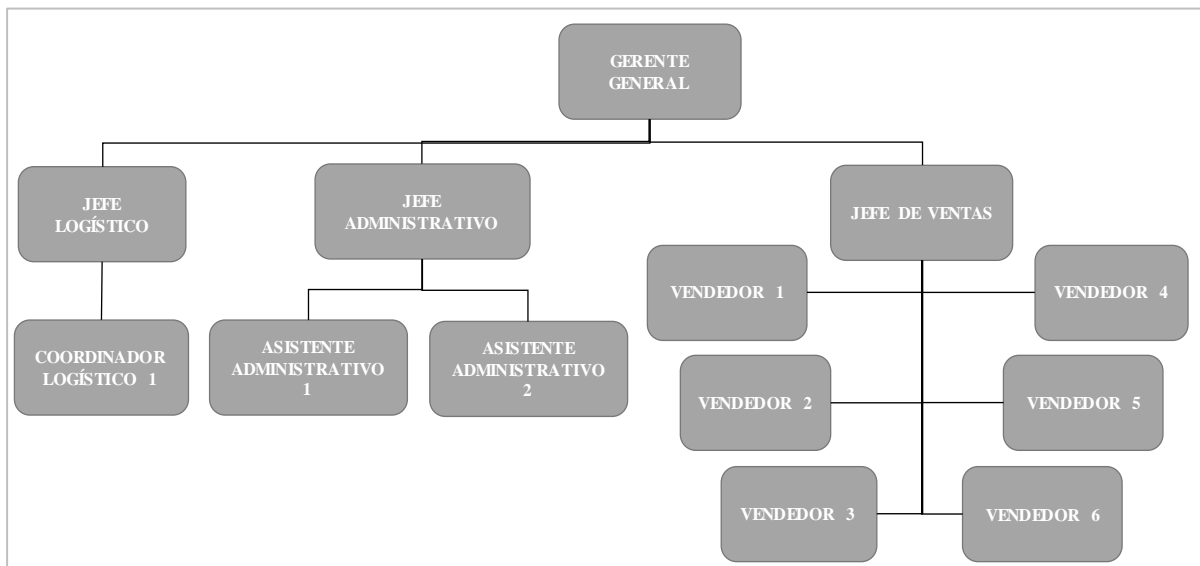 GERENTE
GENERAL
JEFE
LOGÍSTICO
JEFE
ADMINISTRATIVO
JEFE DE VENTAS
VENDEDOR 1
VENDEDOR 4
COORDINADOR
LOGÍSTICO 1
ASISTENTE
ADMINISTRATIVO
1
ASISTENTE
ADMINISTRATIVO
2
VENDEDOR 2
VENDEDOR 5
VENDEDOR 3
VENDEDOR 6